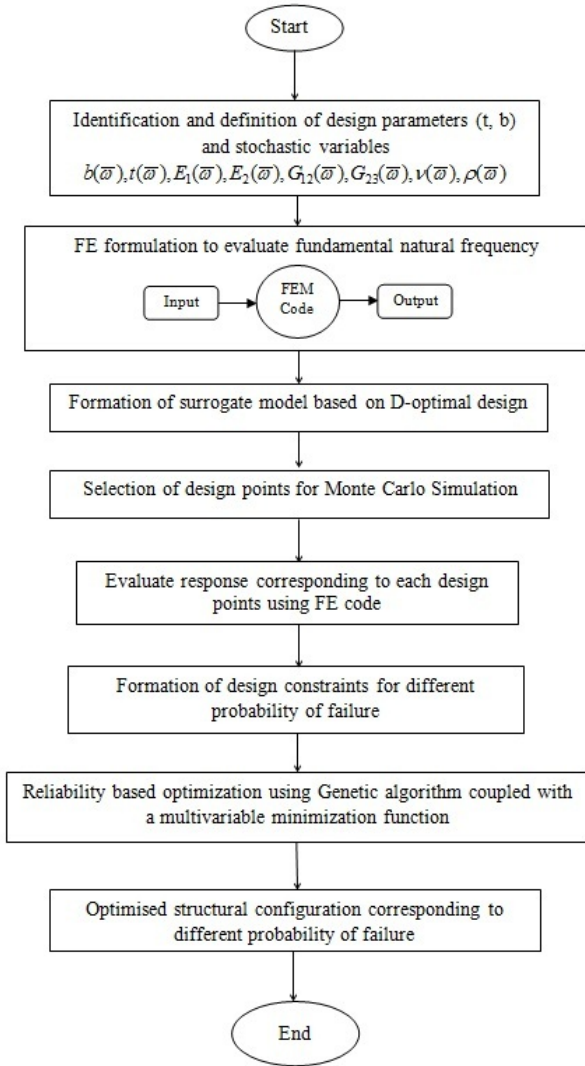 Start
Identification and definition of design parameters (t, b)
and stochastic variables
b(ϖ̅),t(ϖ̅),E₁(ϖ̅),E₂(ϖ̅),G₁₂(ϖ̅),G₂₃(ϖ̅),ν(ϖ̅),ρ(ϖ̅)
FE formulation to evaluate fundamental natural frequency
Input
FEM
Code
Output
Formation of surrogate model based on D-optimal design
Selection of design points for Monte Carlo Simulation
Evaluate response corresponding to each design
points using FE code
Formation of design constraints for different
probability of failure
Reliability based optimization using Genetic algorithm coupled with
a multivariable minimization function
Optimised structural configuration corresponding to
different probability of failure
End